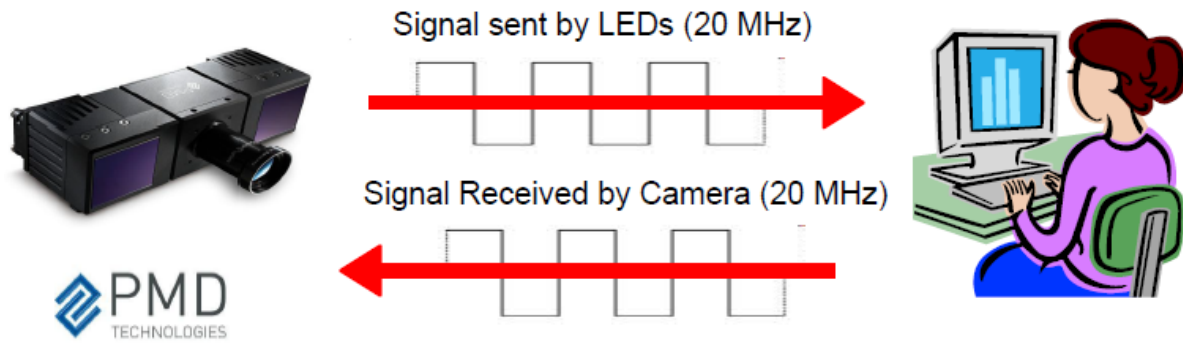 Signal sent by LEDs (20 MHz)
Signal Received by Camera (20 MHz)
PMD
TECHNOLOGIES